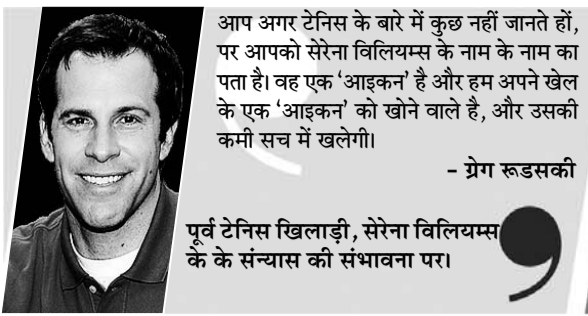 आप अगर टेनिस के बारे में कुछ नहीं जानते हों,
पर आपको सेरेना विलियम्स के नाम के नाम का
पता है। वह एक ‘आइकन’ है और हम अपने खेल
के एक ‘आइकन’ को खोने वाले है, और उसकी
कमी सच में खलेगी।
- ग्रेग रूडसकी
पूर्व टेनिस खिलाड़ी, सेरेना विलियम्स
के के संन्यास की संभावना पर।